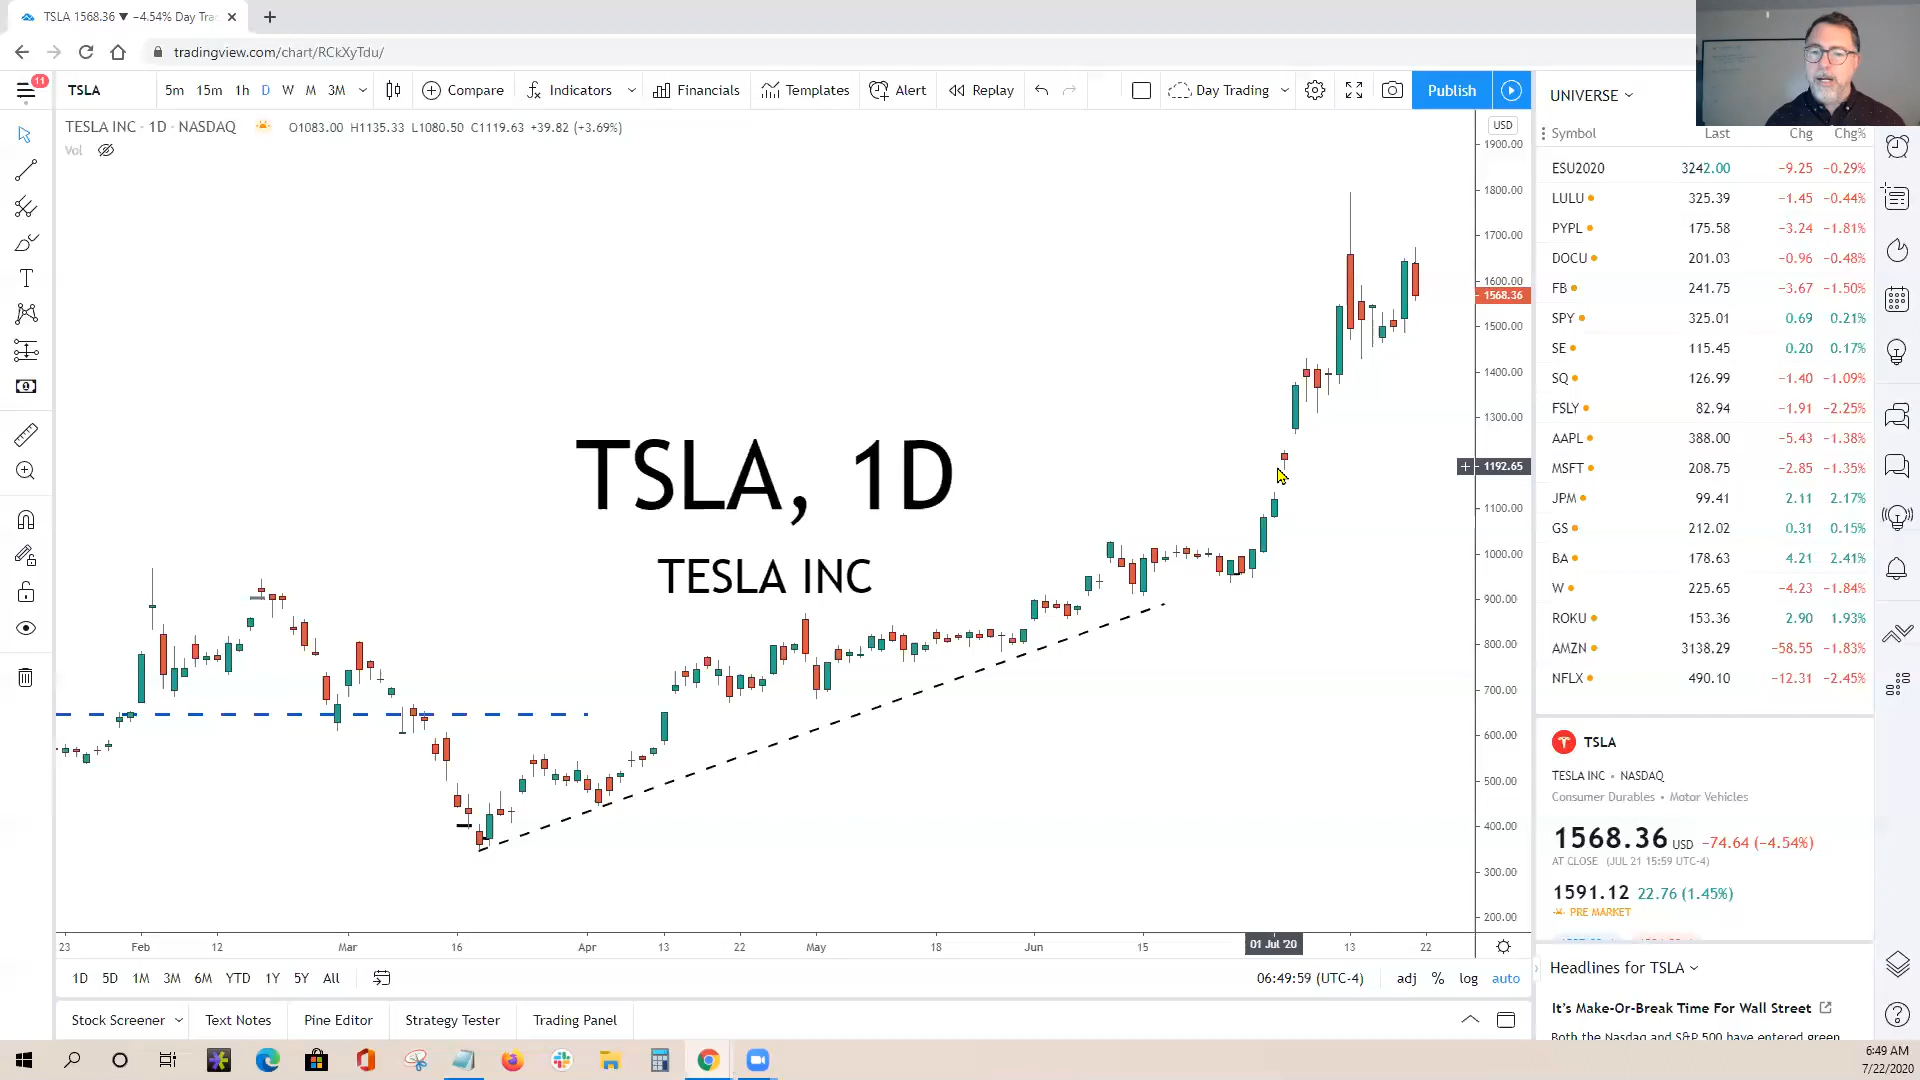 TSLA 1568.36 ▼ −4.54% Day Tra
tradingview.com/chart/RCkXyTdu/
11
TSLA
5m 15m 1h D W M 3M
Compare
Indicators
Financials
Templates
Alert
Replay
Day Trading
Publish
TESLA INC · 1D · NASDAQ O1083.00 H1135.33 L1080.50 C1119.63 +39.82 (+3.69%)
Vol
TSLA, 1D
TESLA INC
USD
1900.00
1800.00
1700.00
1600.00
1568.36
1500.00
1400.00
1300.00
1192.65
1100.00
1000.00
900.00
800.00
700.00
600.00
500.00
400.00
300.00
200.00
23 Feb 12 Mar 16 Apr 13 22 May 18 Jun 15 01 Jul '20 13 22
1D 5D 1M 3M 6M YTD 1Y 5Y All
06:49:59 (UTC-4) adj % log auto
Stock Screener Text Notes Pine Editor Strategy Tester Trading Panel
UNIVERSE
Symbol Last Chg Chg%
ESU2020 3242.00 −9.25 −0.29%
LULU 325.39 −1.45 −0.44%
PYPL 175.58 −3.24 −1.81%
DOCU 201.03 −0.96 −0.48%
FB 241.75 −3.67 −1.50%
SPY 325.01 0.69 0.21%
SE 115.45 0.20 0.17%
SQ 126.99 −1.40 −1.09%
FSLY 82.94 −1.91 −2.25%
AAPL 388.00 −5.43 −1.38%
MSFT 208.75 −2.85 −1.35%
JPM 99.41 2.11 2.17%
GS 212.02 0.31 0.15%
BA 178.63 4.21 2.41%
W 225.65 −4.23 −1.84%
ROKU 153.36 2.90 1.93%
AMZN 3138.29 −58.55 −1.83%
NFLX 490.10 −12.31 −2.45%
TSLA
TESLA INC • NASDAQ
Consumer Durables • Motor Vehicles
1568.36 USD −74.64 (−4.54%)
AT CLOSE (JUL 21 15:59 UTC-4)
1591.12 22.76 (1.45%)
PRE MARKET
Headlines for TSLA
It's Make-Or-Break Time For Wall Street
Both the Nasdaq and S&P 500 have entered green
6:49 AM
7/22/2020